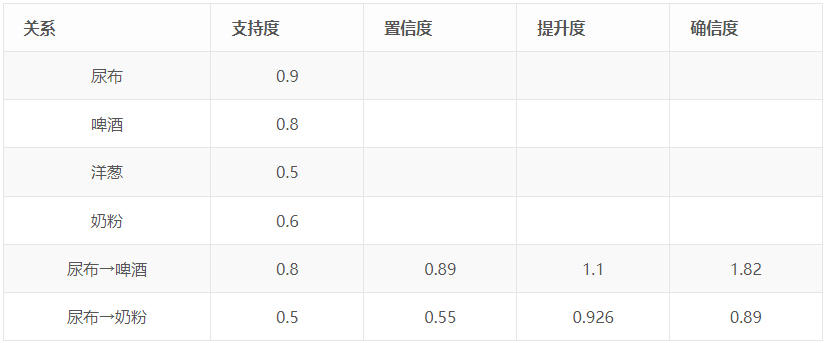 关系 支持度 置信度 提升度 确信度
尿布 0.9
啤酒 0.8
洋葱 0.5
奶粉 0.6
尿布→啤酒 0.8 0.89 1.1 1.82
尿布→奶粉 0.5 0.55 0.926 0.89